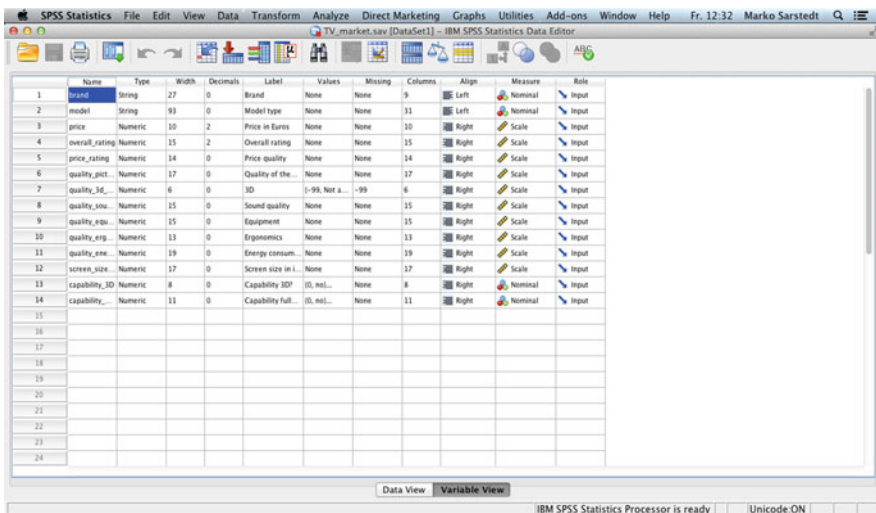 SPSS Statistics File Edit View Data Transform Analyze Direct Marketing Graphs Utilities Add-ons Window Help Fr. 12:32 Marko Sarstedt
TV_market.sav [DataSet1] – IBM SPSS Statistics Data Editor
Name Type Width Decimals Label Values Missing Columns Align Measure Role
1 brand String 27 0 Brand None None 9 Left Nominal Input
2 model String 93 0 Model type None None 31 Left Nominal Input
3 price Numeric 10 2 Price in Euros None None 10 Right Scale Input
4 overall_rating Numeric 15 2 Overall rating None None 15 Right Scale Input
5 price_rating Numeric 14 0 Price quality None None 14 Right Scale Input
6 quality_pict... Numeric 17 0 Quality of the... None None 17 Right Scale Input
7 quality_3d_... Numeric 6 0 3D {-99, Not a... -99 6 Right Scale Input
8 quality_sou... Numeric 15 0 Sound quality None None 15 Right Scale Input
9 quality_equ... Numeric 15 0 Equipment None None 15 Right Scale Input
10 quality_erg... Numeric 13 0 Ergonomics None None 13 Right Scale Input
11 quality_ene... Numeric 19 0 Energy consum... None None 19 Right Scale Input
12 screen_size... Numeric 17 0 Screen size in i... None None 17 Right Scale Input
13 capability_3D Numeric 8 0 Capability 3D? {0, no}... None 8 Right Nominal Input
14 capability_... Numeric 11 0 Capability full... {0, no}... None 11 Right Nominal Input
15
16
17
18
19
20
21
22
23
24
Data View Variable View
IBM SPSS Statistics Processor is ready Unicode:ON